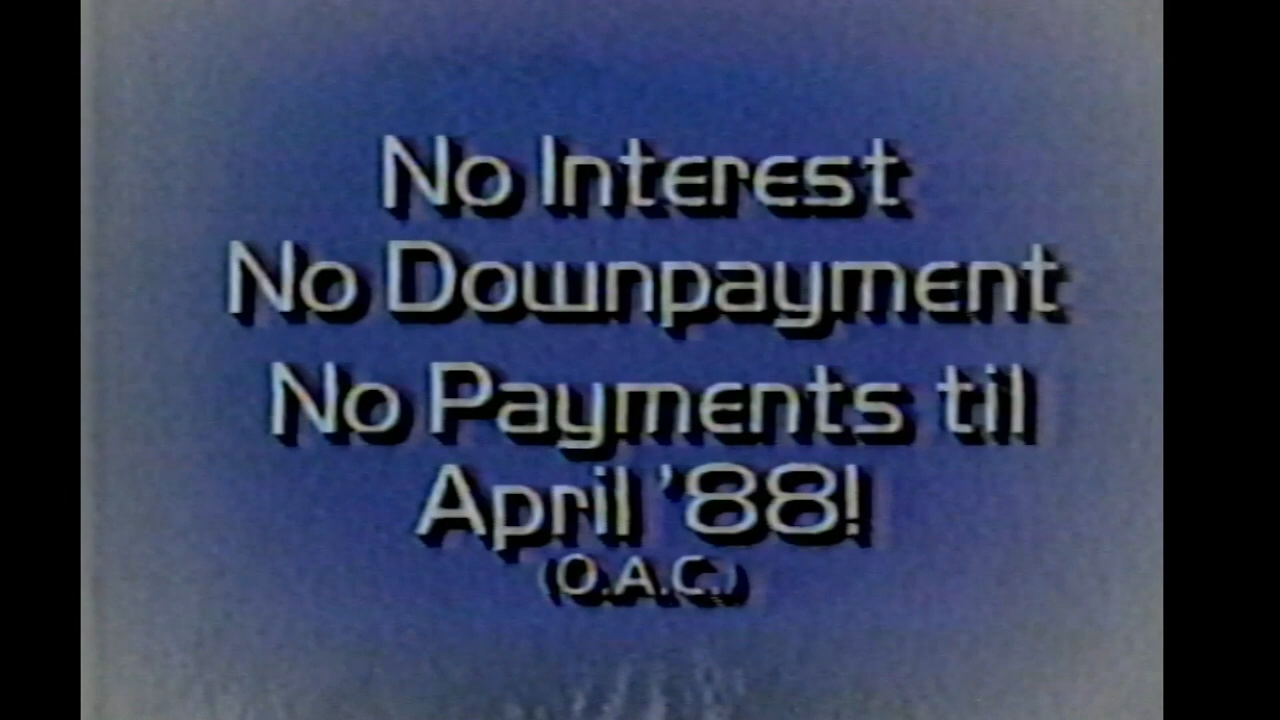 No Interest
No Downpayment
No Payments til
April '88!
(O.A.C.)